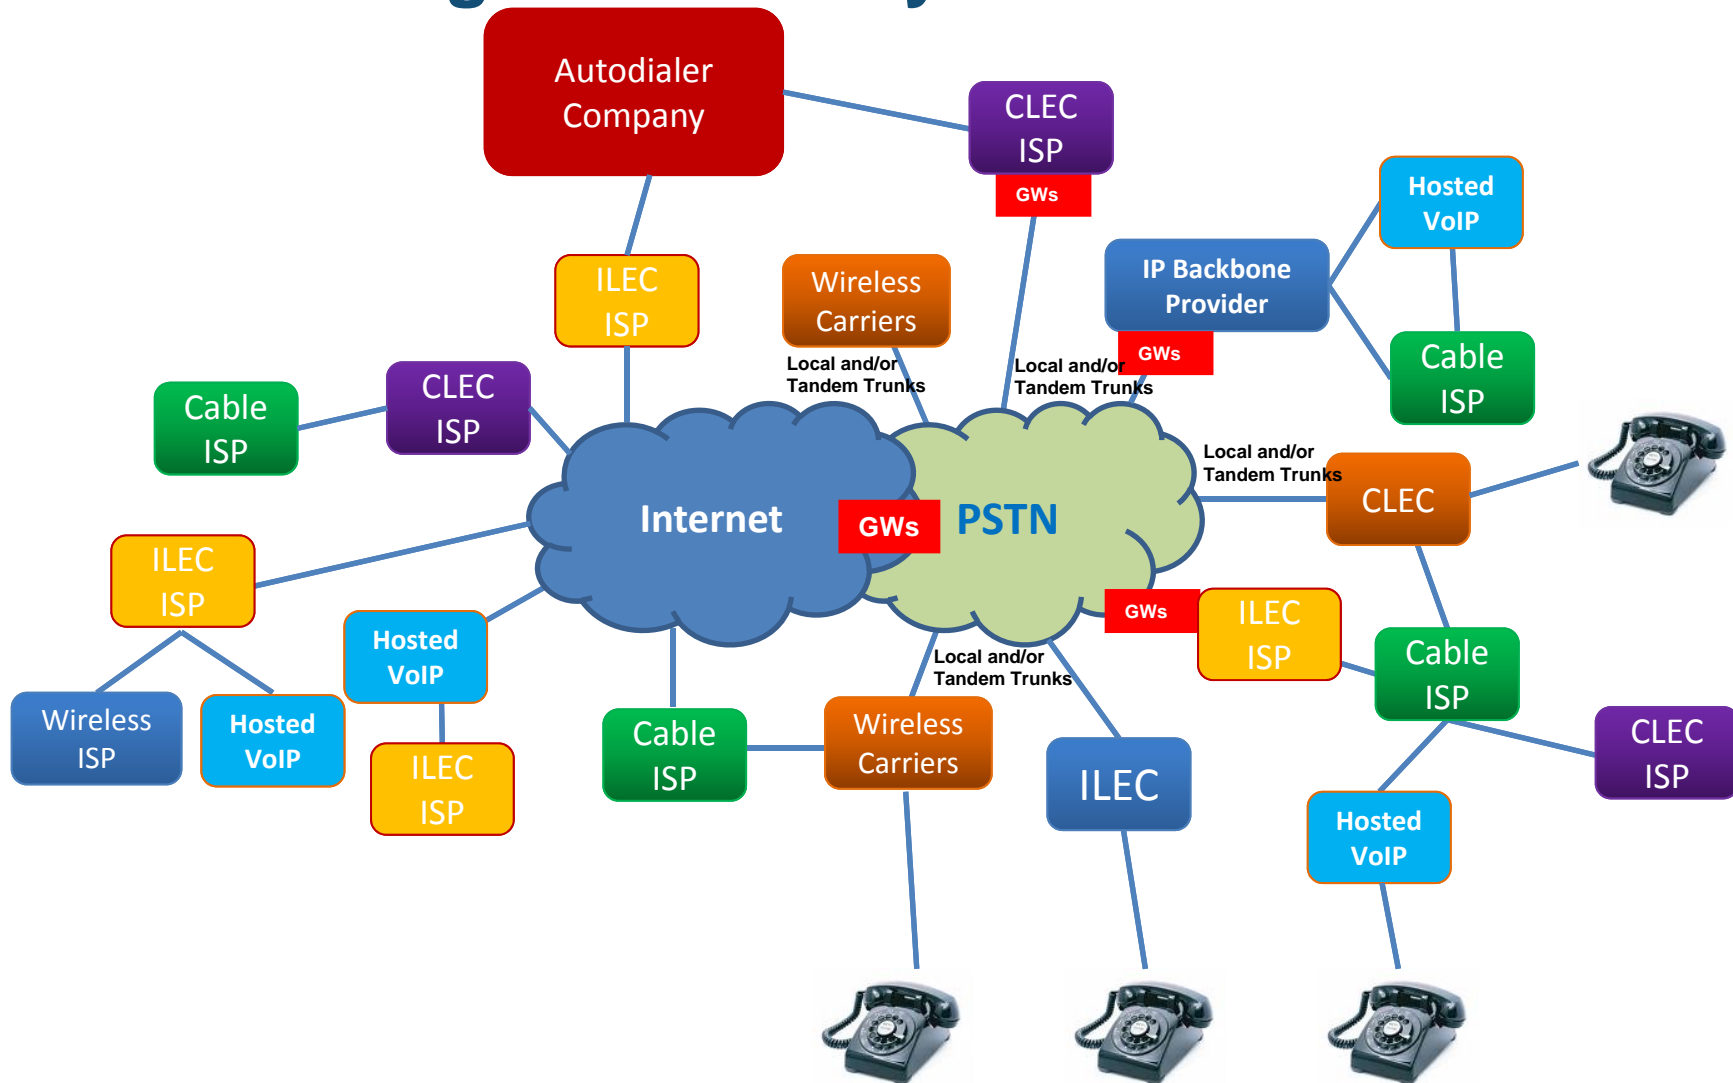 Autodialer
Company
CLEC
ISP
GWs
Hosted
VoIP
IP Backbone
Provider
GWs
ILEC
ISP
Wireless
Carriers
Local and/or
Tandem Trunks
Local and/or
Tandem Trunks
Cable
ISP
Cable
ISP
CLEC
ISP
Local and/or
Tandem Trunks
CLEC
Internet
GWs
PSTN
ILEC
ISP
GWs
ILEC
ISP
Hosted
VoIP
Local and/or
Tandem Trunks
Cable
ISP
Wireless
ISP
Hosted
VoIP
ILEC
ISP
Cable
ISP
Wireless
Carriers
ILEC
CLEC
ISP
Hosted
VoIP